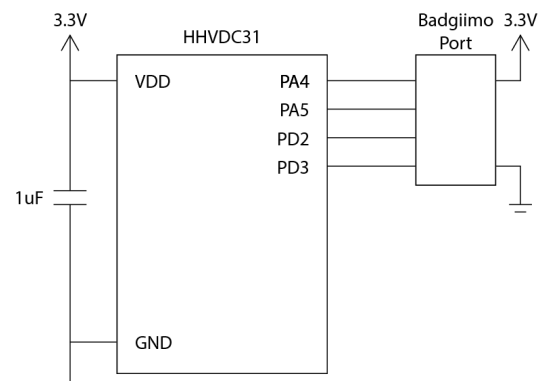 3.3V
HHVDC31
Badgiimo
Port
3.3V
VDD
PA4
PA5
PD2
PD3
1uF
GND